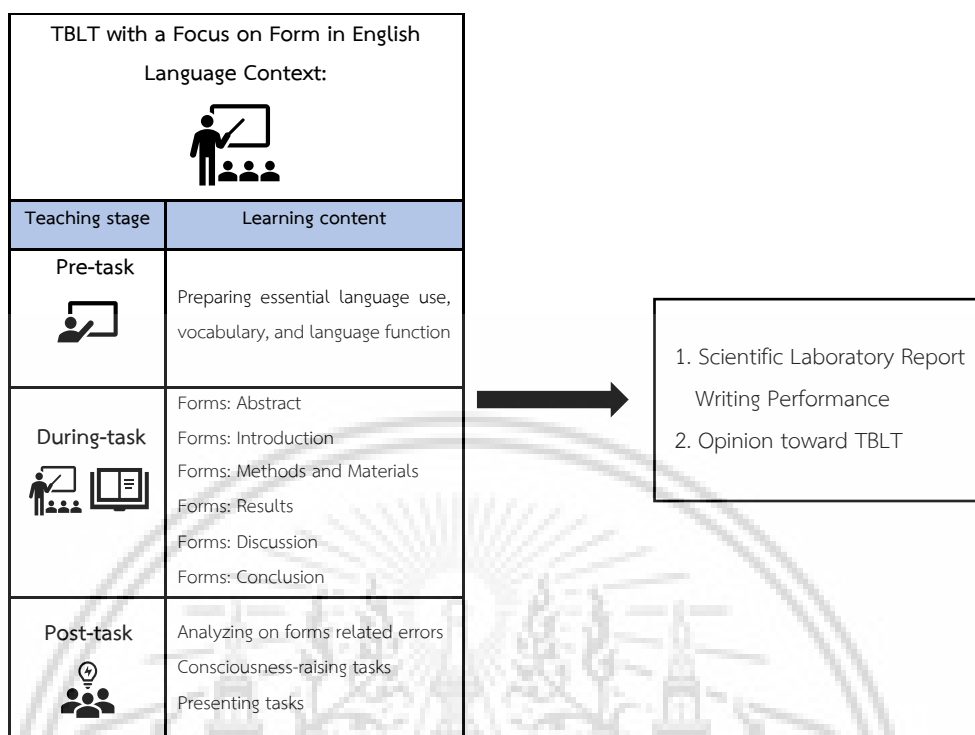 TBLT with a Focus on Form in English
Language Context:
Teaching stage
Learning content
Pre-task
Preparing essential language use,
vocabulary, and language function
During-task
Forms: Abstract
Forms: Introduction
Forms: Methods and Materials
Forms: Results
Forms: Discussion
Forms: Conclusion
Post-task
Analyzing on forms related errors
Consciousness-raising tasks
Presenting tasks
1. Scientific Laboratory Report
Writing Performance
2. Opinion toward TBLT